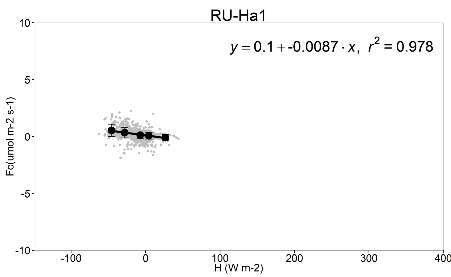 RU-Ha1
10
y = 0.1 + -0.0087 · x, r² = 0.978
5
Fc(umol m-2 s-1)
0
-5
-10
-100 0 100 200 300 400
H (W m-2)